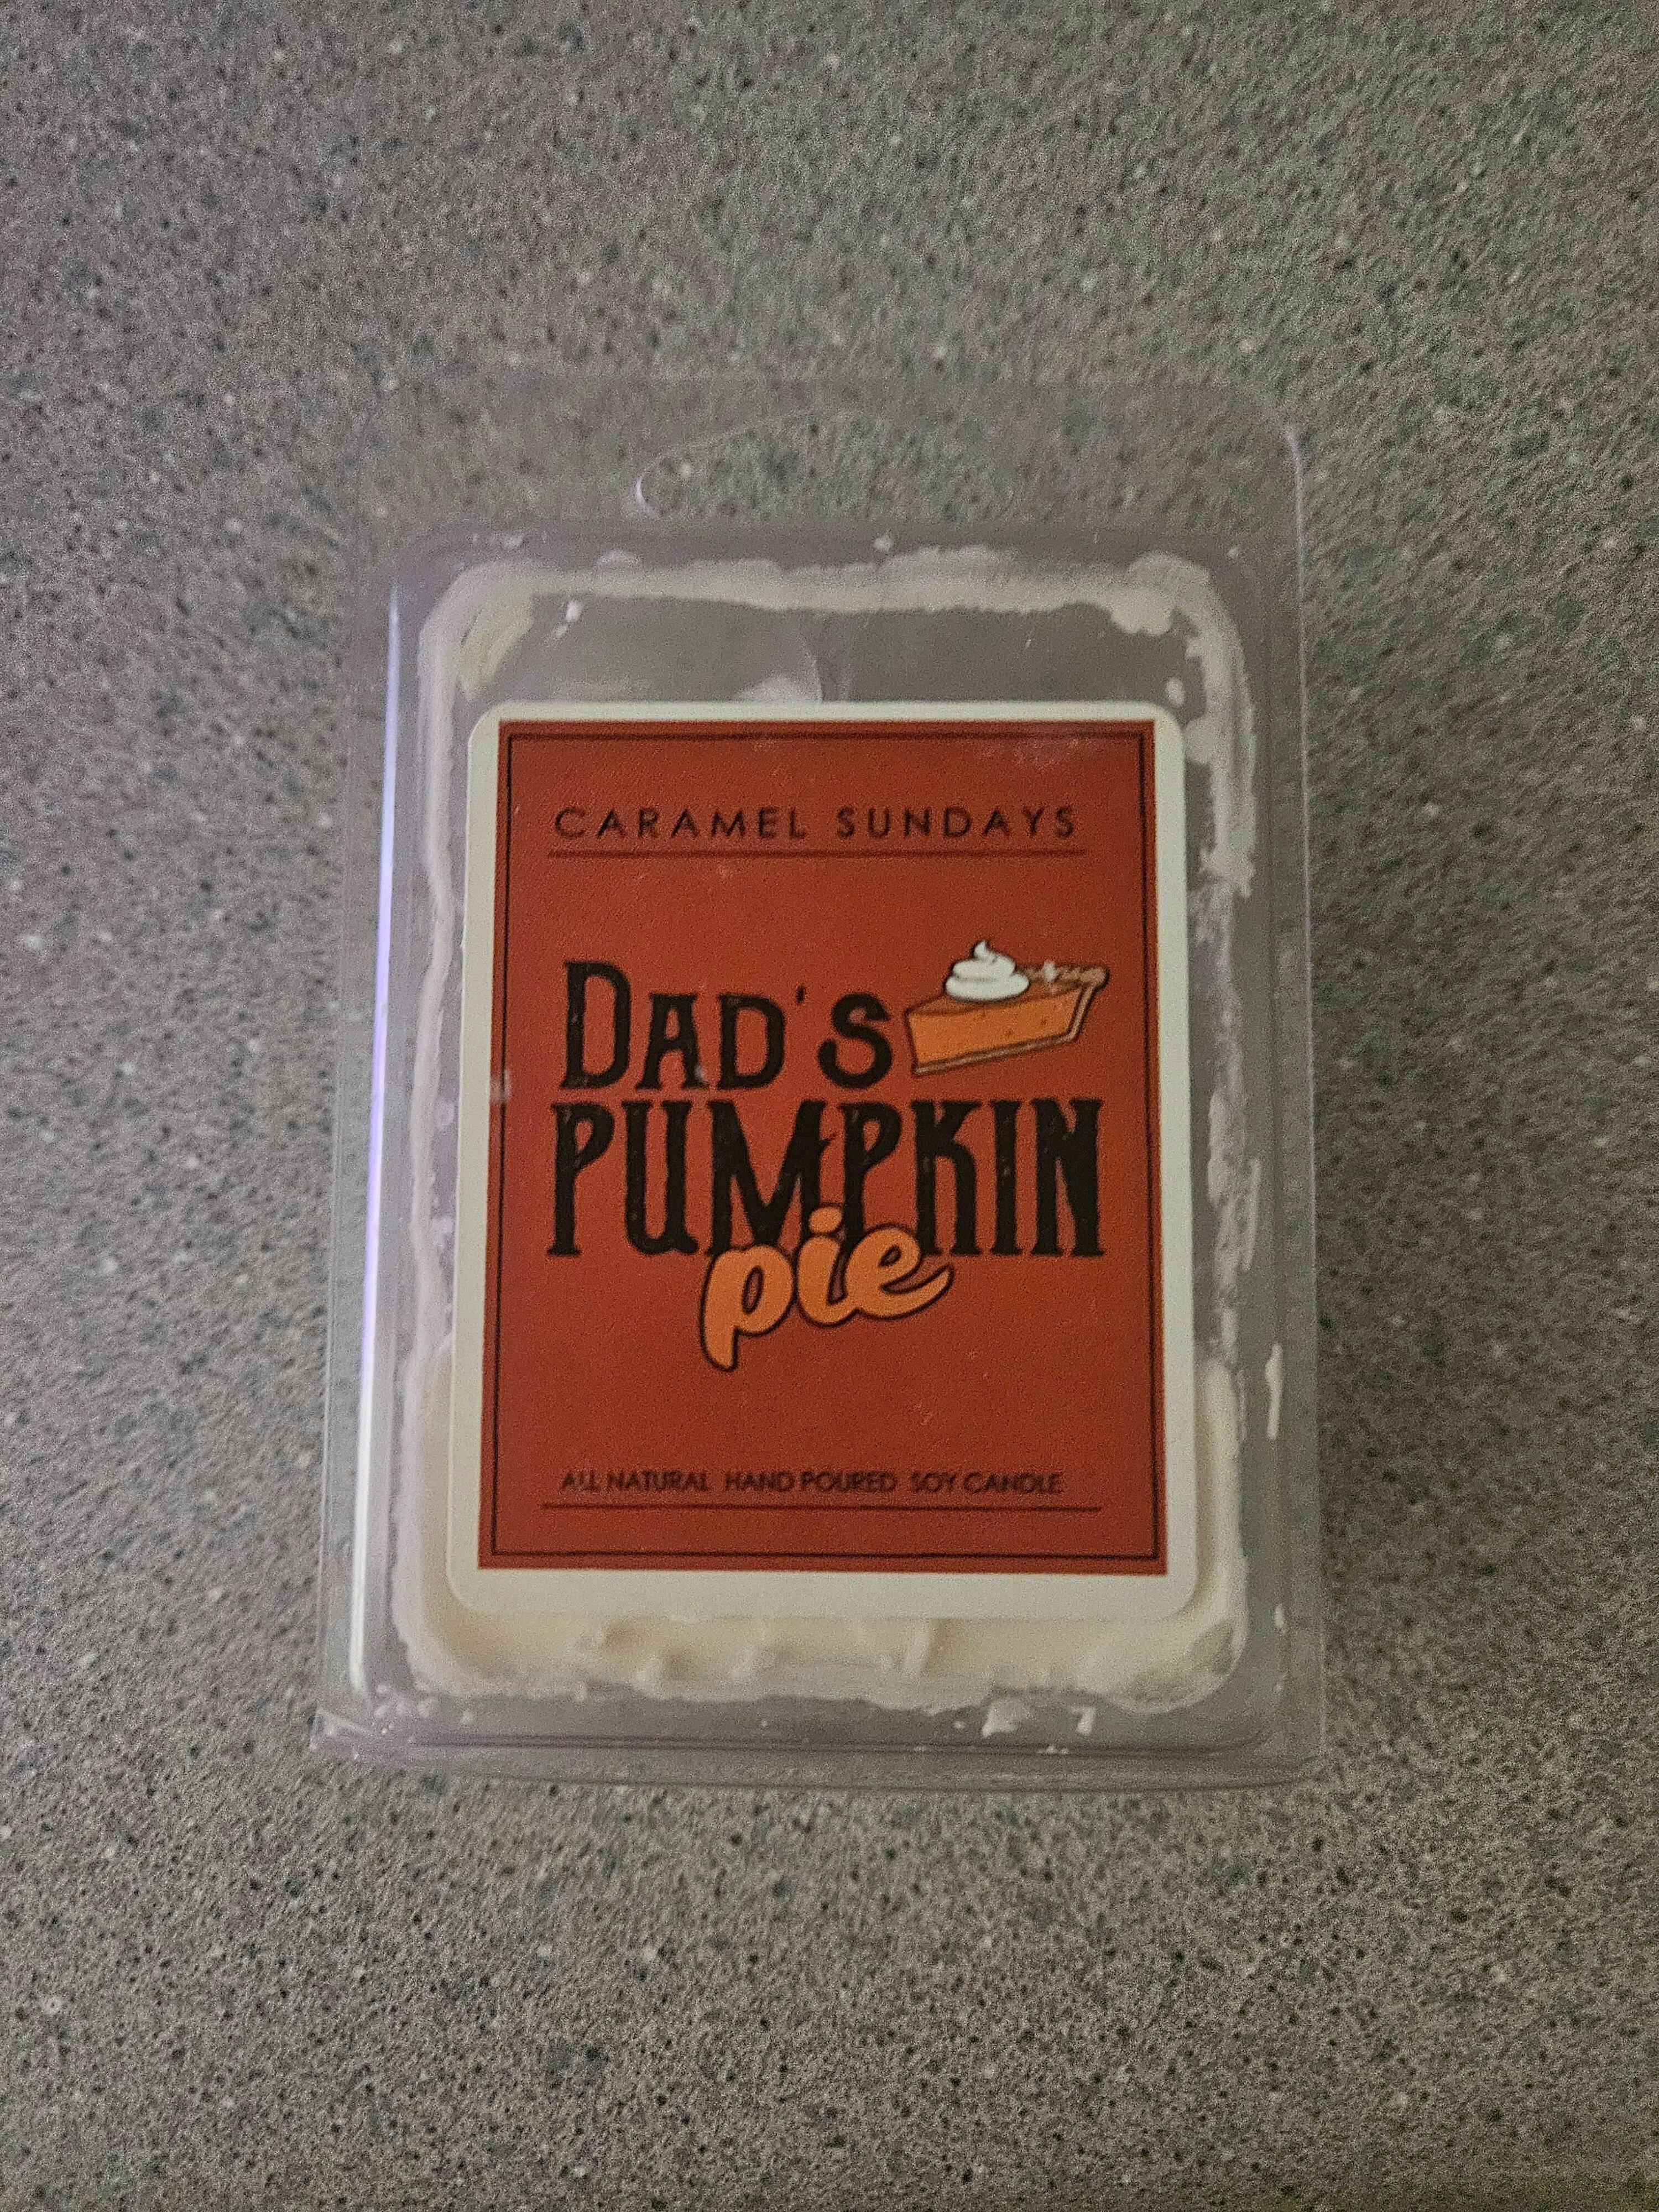 CARAMEL SUNDAYS
DAD'S
PUMPKIN
pie
ALL NATURAL HAND POURED SOY CANDLE